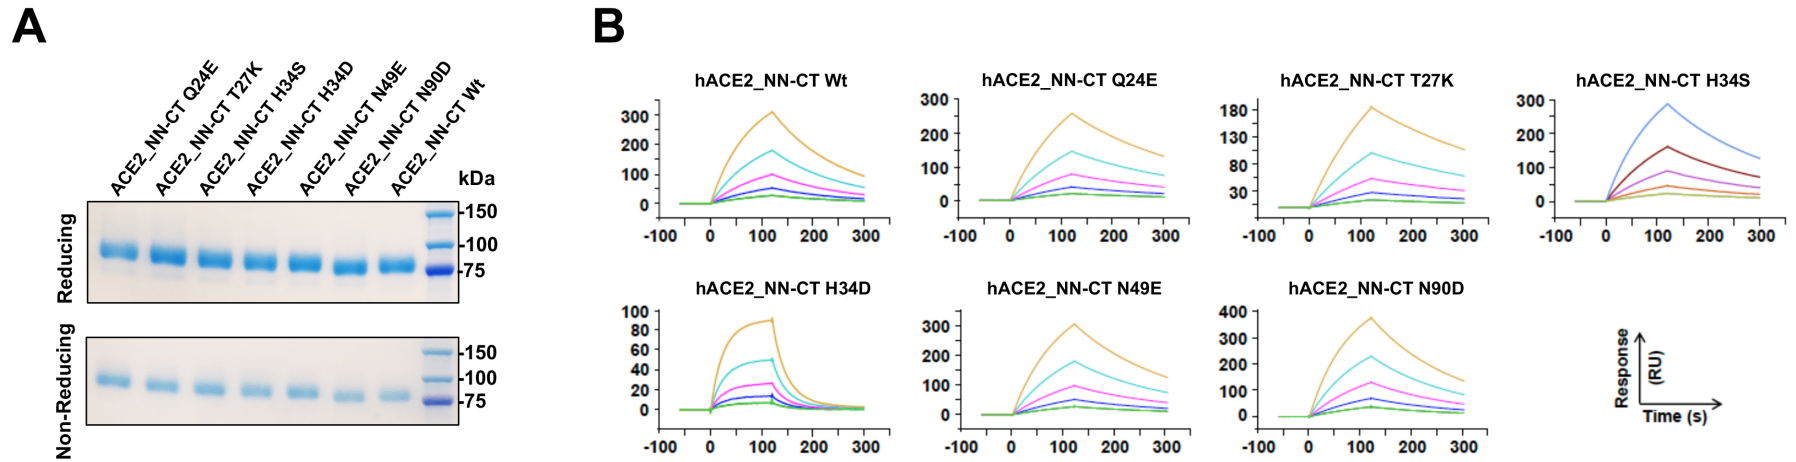 A
ACE2_NN-CT Q24E
ACE2_NN-CT T27K
ACE2_NN-CT H34S
ACE2_NN-CT H34D
ACE2_NN-CT N49E
ACE2_NN-CT N90D
ACE2_NN-CT Wt
kDa
Reducing
-150
-100
-75
Non-Reducing
-150
-100
-75
B
hACE2_NN-CT Wt
300
200
100
0
-100 0 100 200 300
hACE2_NN-CT Q24E
300
200
100
0
-100 0 100 200 300
hACE2_NN-CT T27K
180
130
80
30
-100 0 100 200 300
hACE2_NN-CT H34S
300
200
100
0
-100 0 100 200 300
hACE2_NN-CT H34D
100
80
60
40
20
0
-100 0 100 200 300
hACE2_NN-CT N49E
300
200
100
0
-100 0 100 200 300
hACE2_NN-CT N90D
400
300
200
100
0
-100 0 100 200 300
Response
(RU)
Time (s)